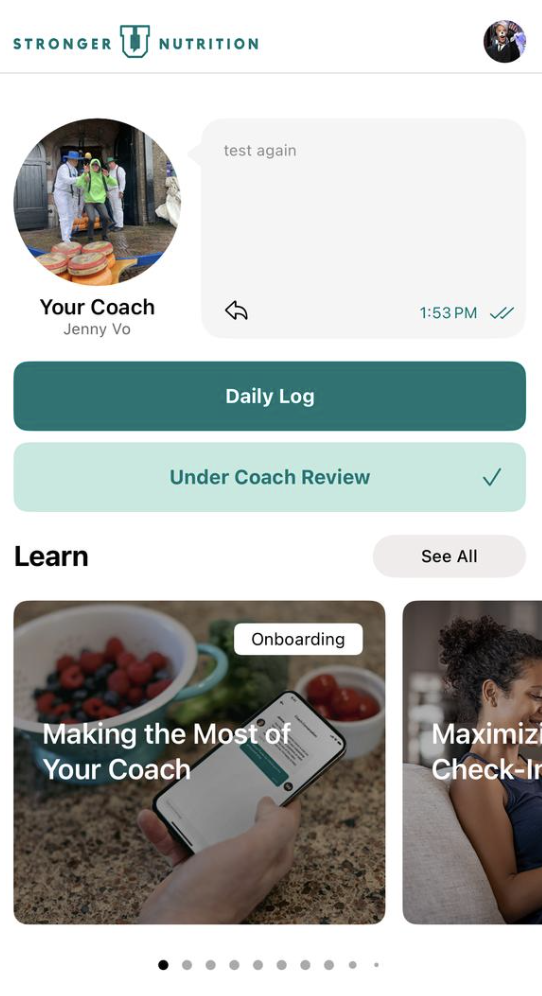 STRONGER U NUTRITION
test again
1:53 PM
Your Coach
Jenny Vo
Daily Log
Under Coach Review
Learn
See All
Onboarding
Making the Most of
Your Coach
Maximizi
Check-In